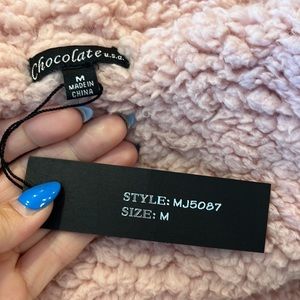 Chocolate u.s.a.
M
MADE IN
CHINA
STYLE: MJ5087
SIZE: M